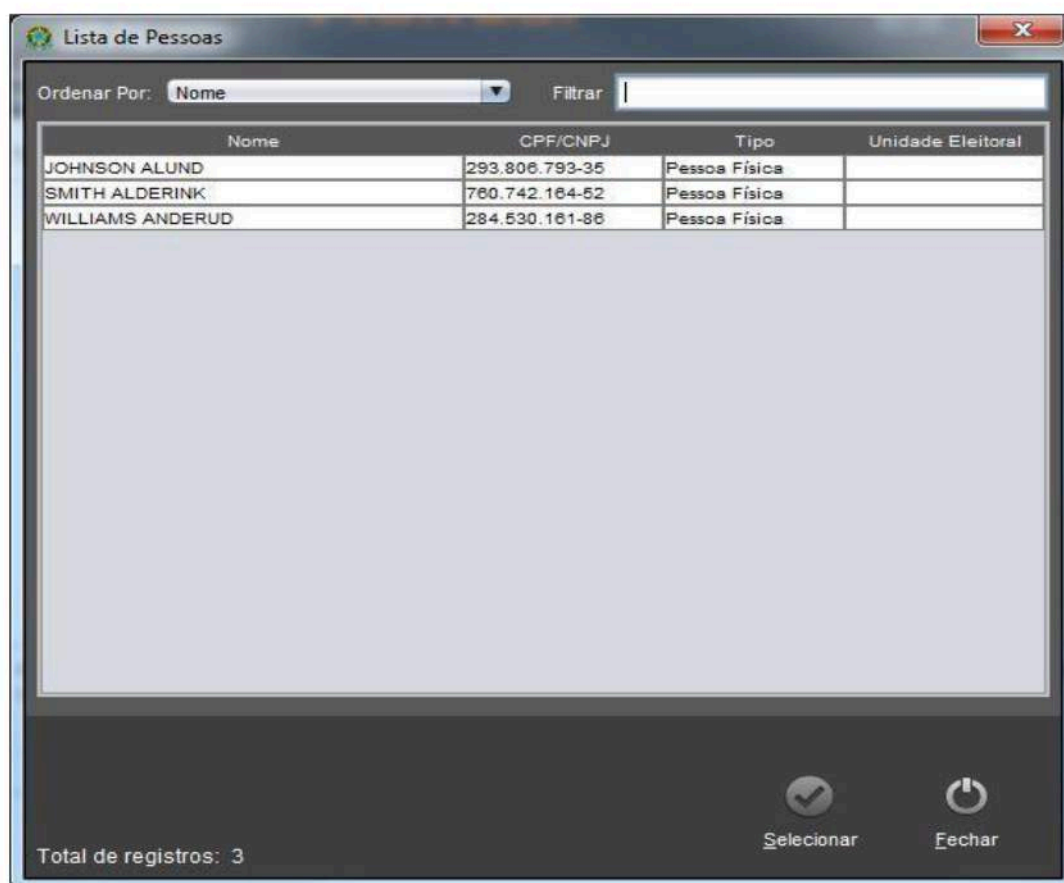 Lista de Pessoas
Ordenar Por: Nome Filtrar
Nome CPF/CNPJ Tipo Unidade Eleitoral
JOHNSON ALUND 293.806.793-35 Pessoa Física
SMITH ALDERINK 760.742.164-52 Pessoa Física
WILLIAMS ANDERUD 284.530.161-86 Pessoa Física
Selecionar Fechar
Total de registros: 3